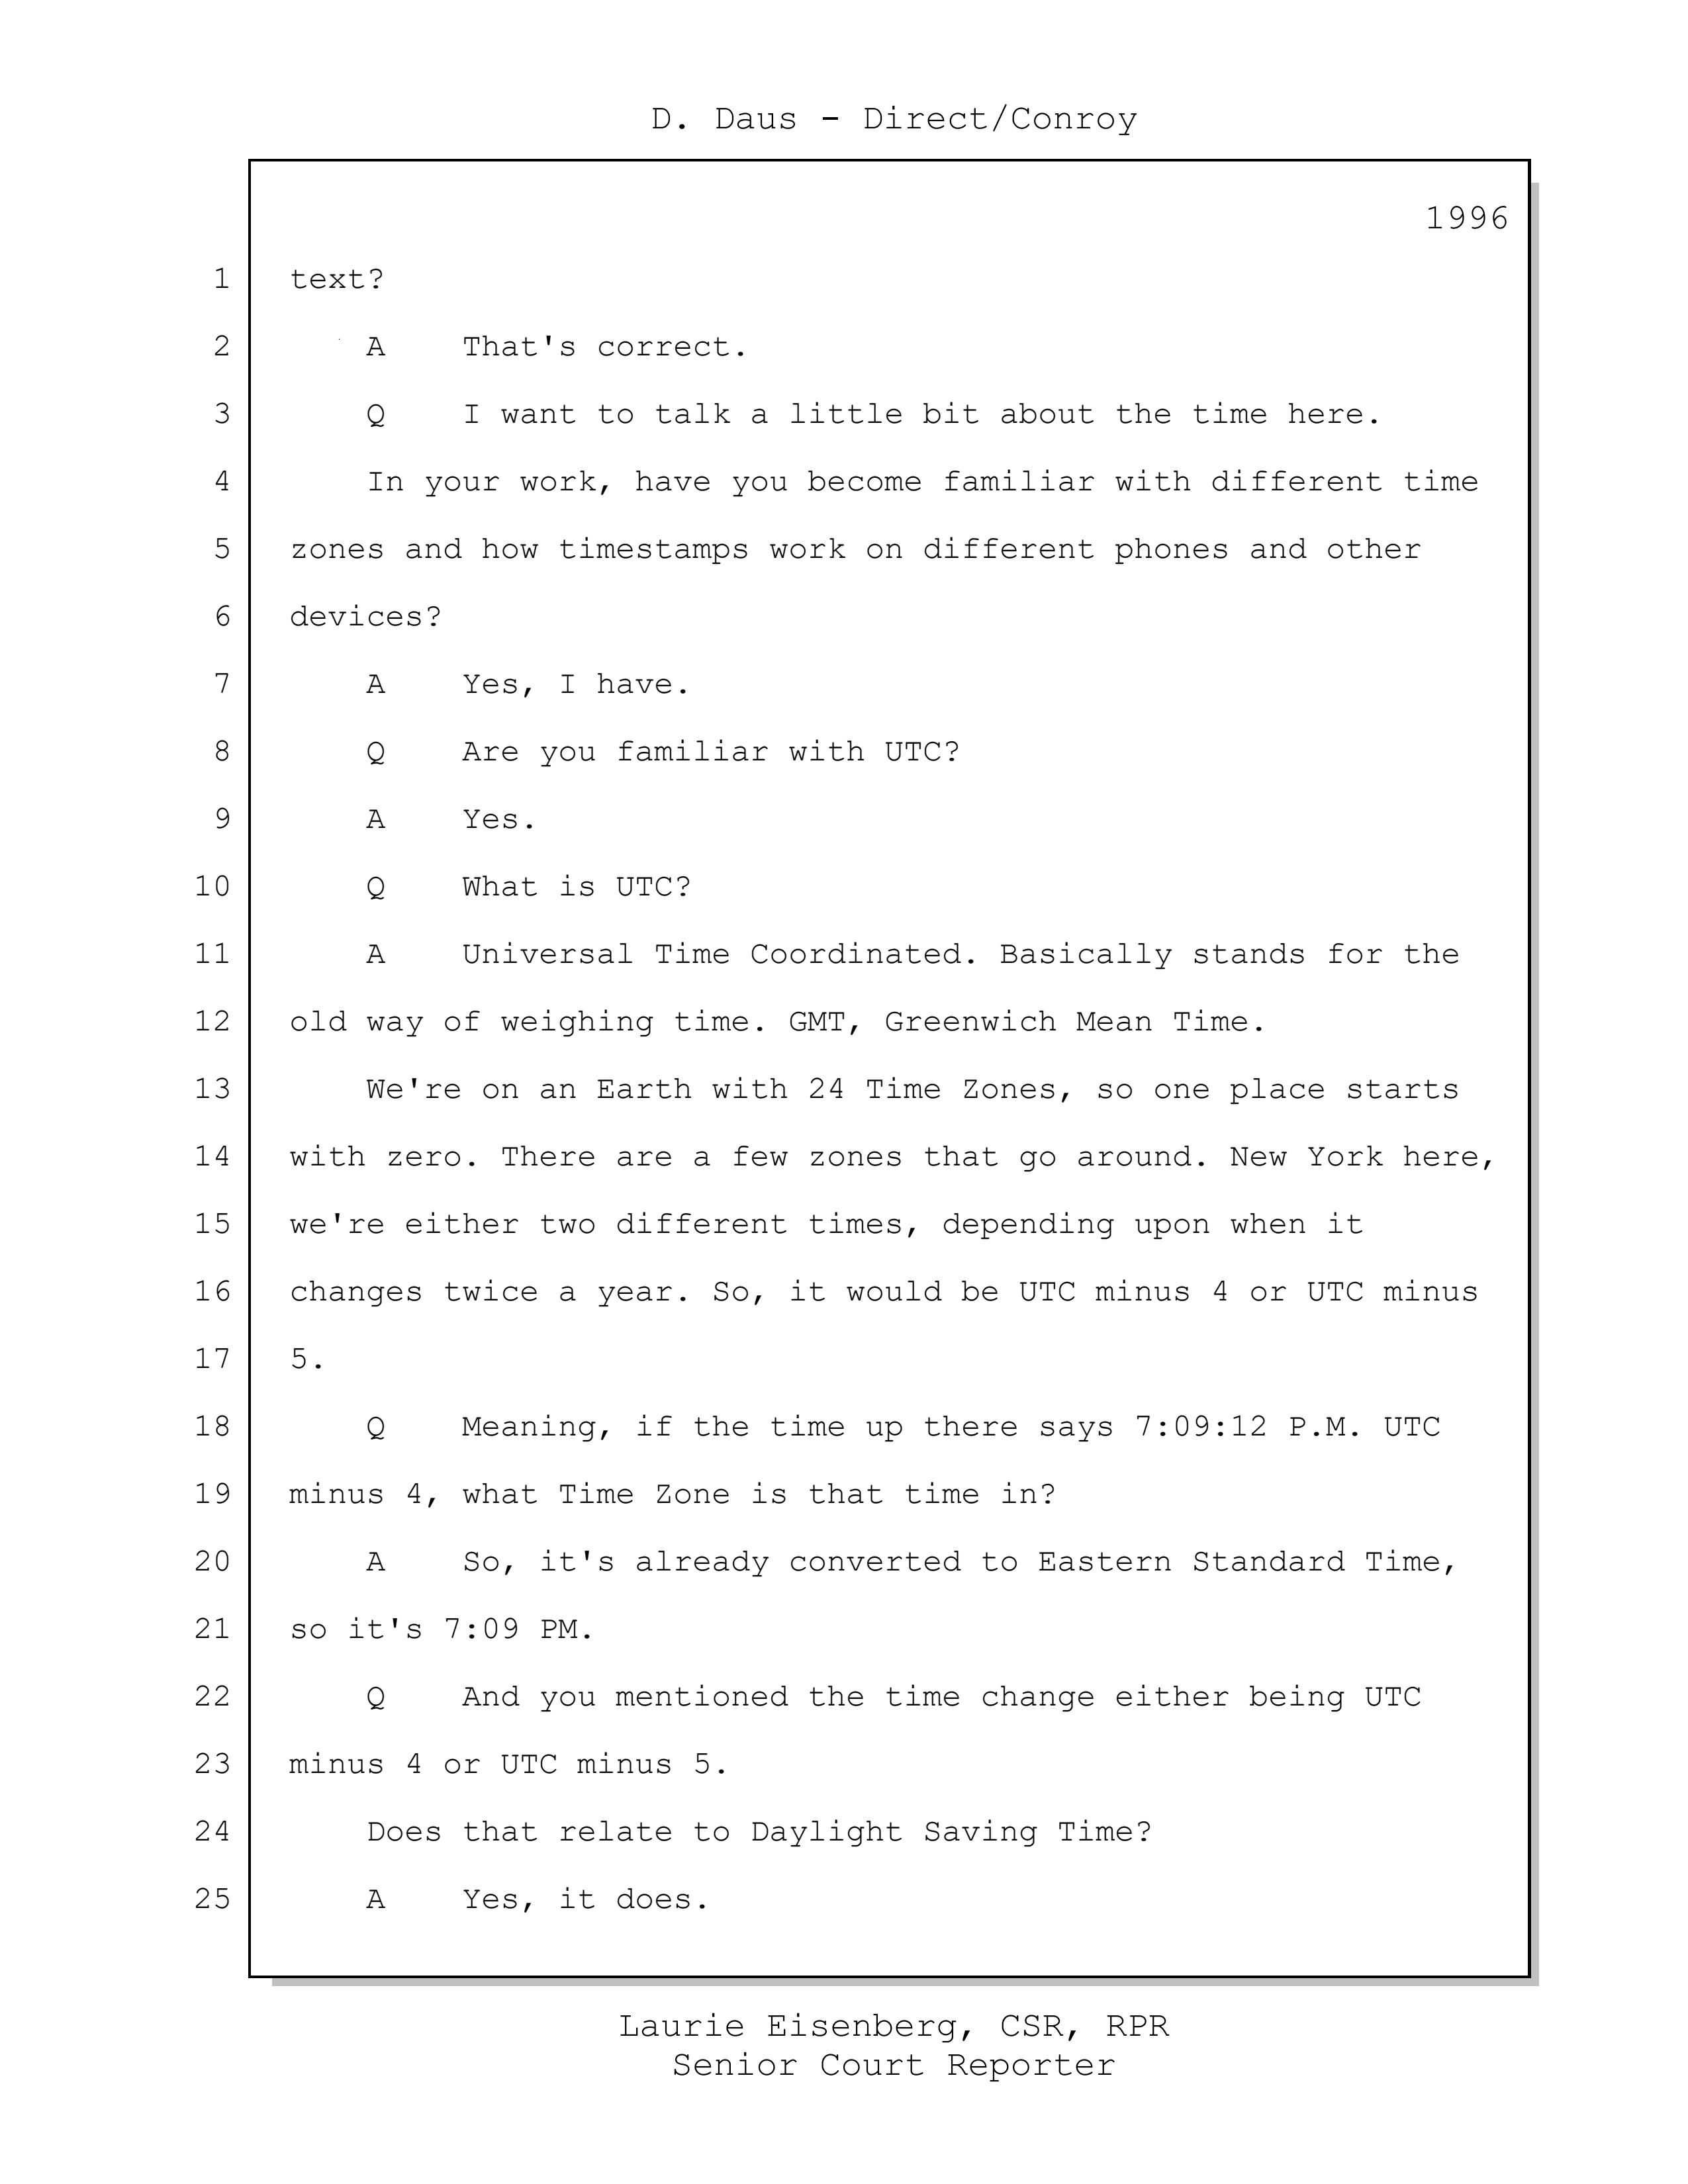 D. Daus - Direct/Conroy
1996
1 text?
2 A That's correct.
3 Q I want to talk a little bit about the time here.
4 In your work, have you become familiar with different time
5 zones and how timestamps work on different phones and other
6 devices?
7 A Yes, I have.
8 Q Are you familiar with UTC?
9 A Yes.
10 Q What is UTC?
11 A Universal Time Coordinated. Basically stands for the
12 old way of weighing time. GMT, Greenwich Mean Time.
13 We're on an Earth with 24 Time Zones, so one place starts
14 with zero. There are a few zones that go around. New York here,
15 we're either two different times, depending upon when it
16 changes twice a year. So, it would be UTC minus 4 or UTC minus
17 5.
18 Q Meaning, if the time up there says 7:09:12 P.M. UTC
19 minus 4, what Time Zone is that time in?
20 A So, it's already converted to Eastern Standard Time,
21 so it's 7:09 PM.
22 Q And you mentioned the time change either being UTC
23 minus 4 or UTC minus 5.
24 Does that relate to Daylight Saving Time?
25 A Yes, it does.
Laurie Eisenberg, CSR, RPR
Senior Court Reporter